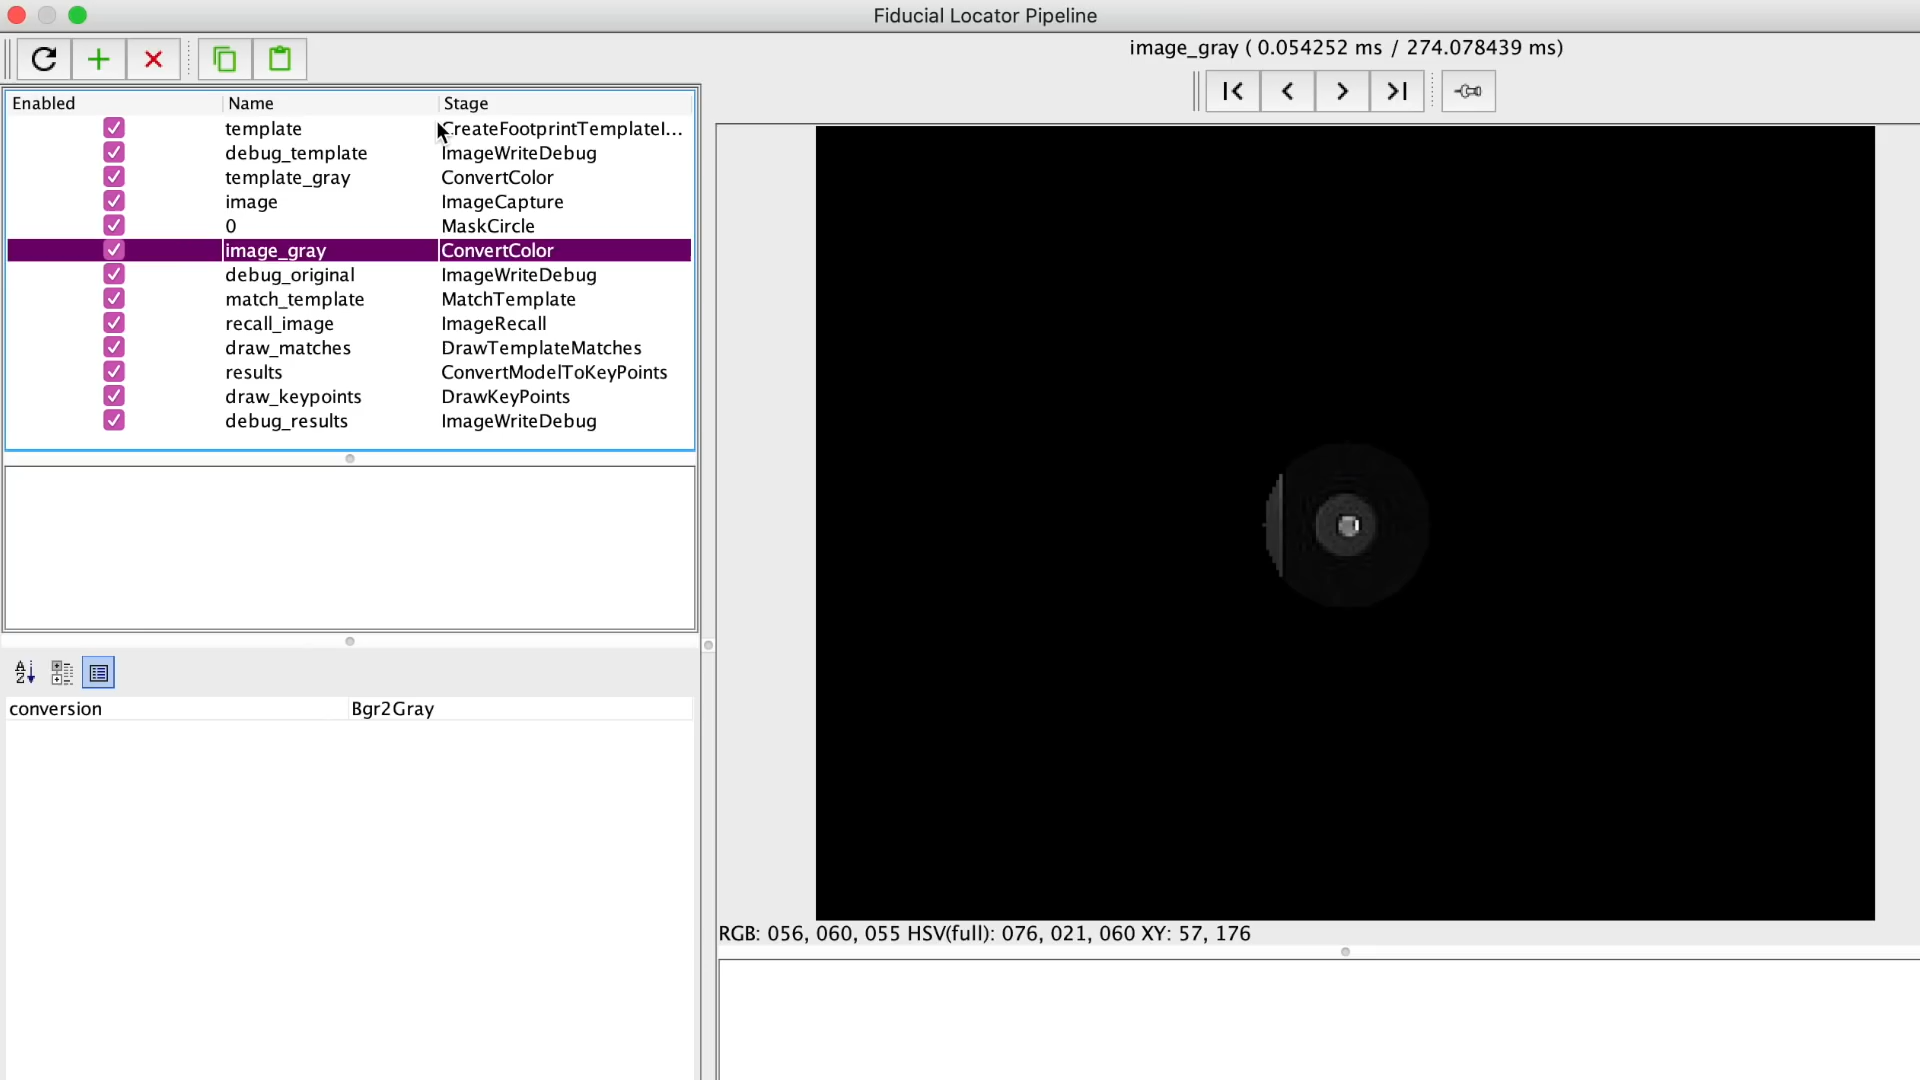 Fiducial Locator Pipeline
image_gray ( 0.054252 ms / 274.078439 ms)
Enabled Name Stage
template CreateFootprintTemplateI...
debug_template ImageWriteDebug
template_gray ConvertColor
image ImageCapture
0 MaskCircle
image_gray ConvertColor
debug_original ImageWriteDebug
match_template MatchTemplate
recall_image ImageRecall
draw_matches DrawTemplateMatches
results ConvertModelToKeyPoints
draw_keypoints DrawKeyPoints
debug_results ImageWriteDebug
A
Z
conversion Bgr2Gray
RGB: 056, 060, 055 HSV(full): 076, 021, 060 XY: 57, 176